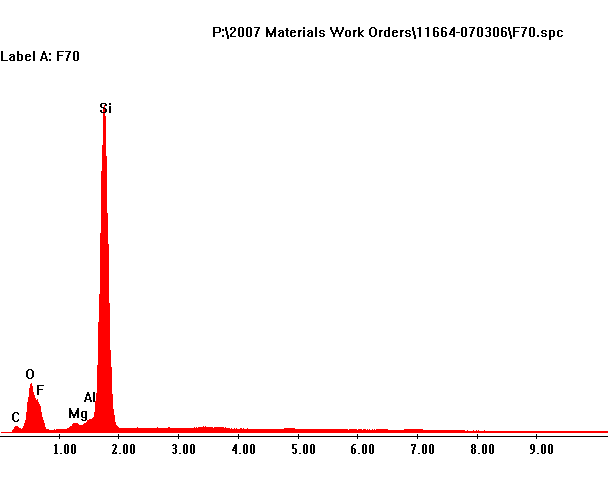 P:\2007 Materials Work Orders\11664-070306\F70.spc
Label A: F70
Si
O
F
Al
C
Mg
1.00 2.00 3.00 4.00 5.00 6.00 7.00 8.00 9.00